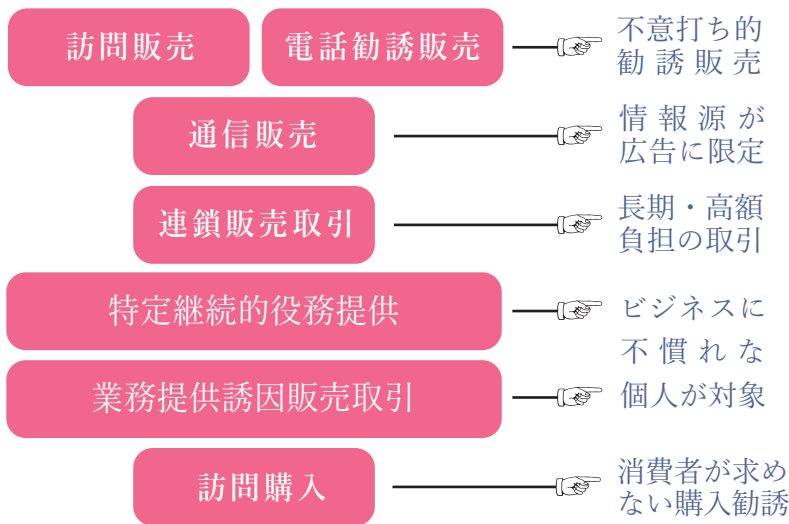 訪問販売 電話勧誘販売
不意打ち的
勧誘販売
通信販売
情報源が
広告に限定
連鎖販売取引
長期・高額
負担の取引
特定継続的役務提供
ビジネスに
不慣れな
業務提供誘因販売取引
個人が対象
訪問購入
消費者が求め
ない購入勧誘